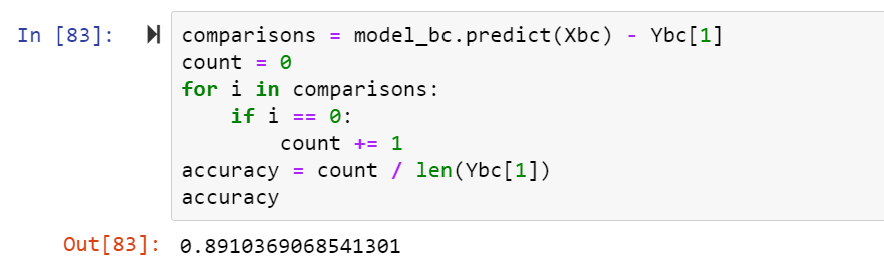 In [83]: comparisons = model_bc.predict(Xbc) - Ybc[1]
count = 0
for i in comparisons:
    if i == 0:
        count += 1
accuracy = count / len(Ybc[1])
accuracy
Out[83]: 0.8910369068541301